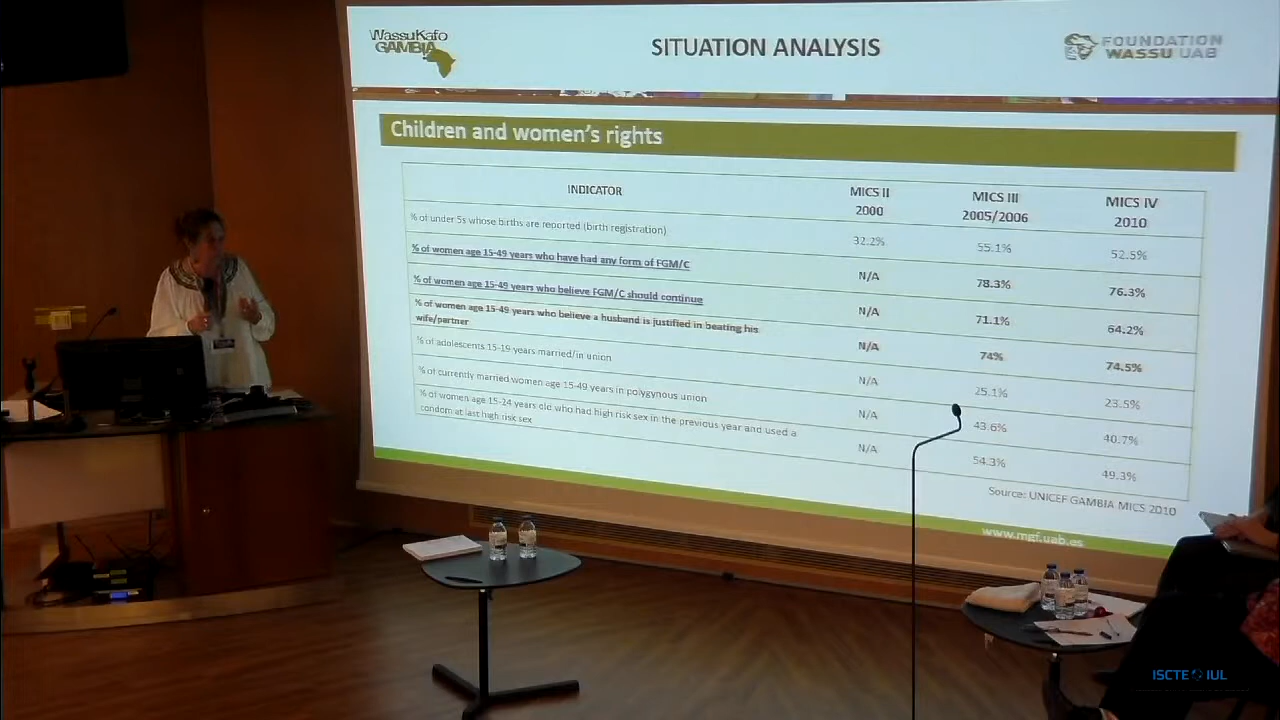 WassuKafo
GAMBIA
SITUATION ANALYSIS
FOUNDATION
WASSU UAB
Children and women's rights
INDICATOR
MICS II
2000
MICS III
2005/2006
MICS IV
2010
% of under 5s whose births are reported (birth registration)
32.2%
55.1%
52.5%
% of women age 15-49 years who have had any form of FGM/C
N/A
78.3%
76.3%
% of women age 15-49 years who believe FGM/C should continue
N/A
71.1%
64.2%
% of women age 15-49 years who believe a husband is justified in beating his
wife/partner
N/A
74%
74.5%
% of adolescents 15-19 years married/in union
N/A
25.1%
23.5%
% of currently married women age 15-49 years in polygynous union
N/A
43.6%
40.7%
% of women age 15-24 years old who had high risk sex in the previous year and used a
condom at last high risk sex
N/A
54.3%
49.3%
Source: UNICEF GAMBIA MICS 2010
www.mgf.uab.es
ISCTE IUL